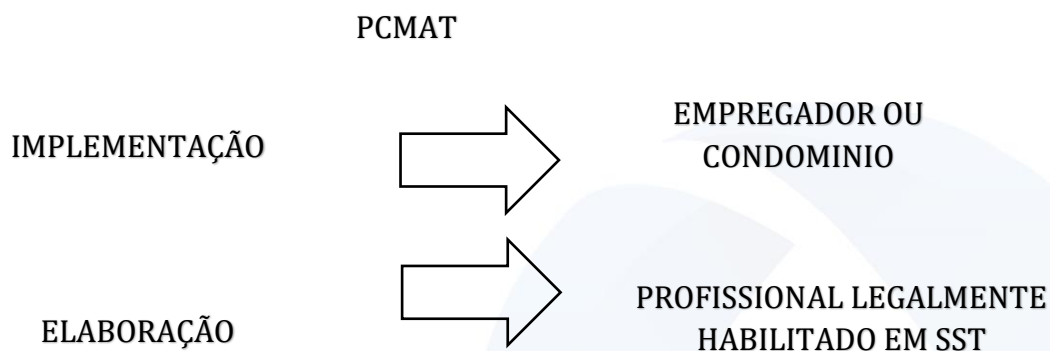 PCMAT
IMPLEMENTAÇÃO
EMPREGADOR OU
CONDOMINIO
ELABORAÇÃO
PROFISSIONAL LEGALMENTE
HABILITADO EM SST